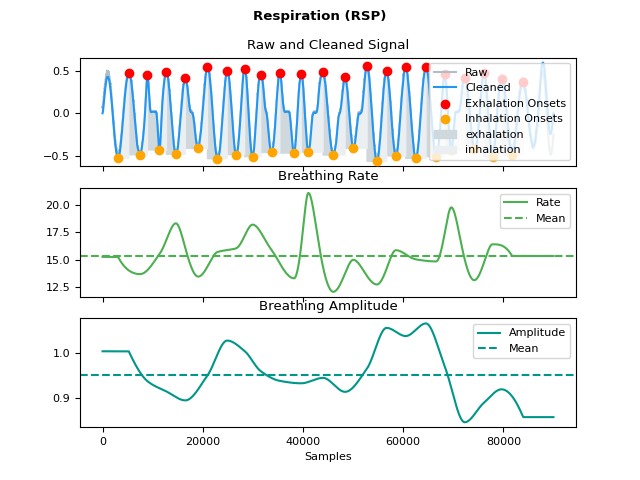 Respiration (RSP)
Raw and Cleaned Signal
0.5
0.0
−0.5
Raw
Cleaned
Exhalation Onsets
Inhalation Onsets
exhalation
inhalation
Breathing Rate
20.0
17.5
15.0
12.5
Rate
Mean
Breathing Amplitude
1.0
0.9
Amplitude
Mean
0 20000 40000 60000 80000
Samples